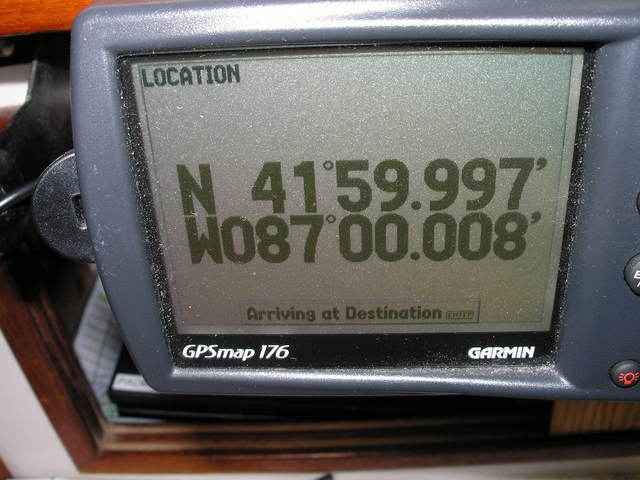 LOCATION
N 41°59.997'
W087°00.008'
Arriving at Destination ENTER
GPSmap 176 GARMIN